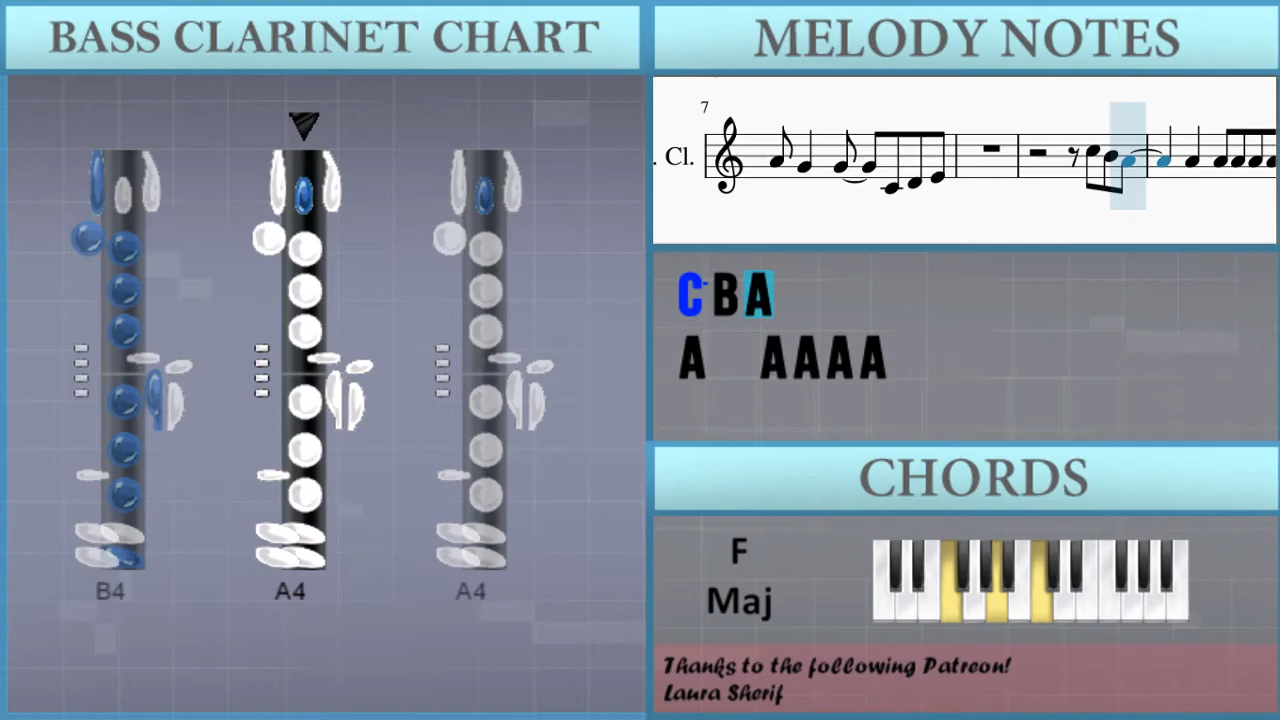 BASS CLARINET CHART
B4
A4
A4
MELODY NOTES
7
. Cl.
C B A
A A A A A
CHORDS
F
Maj
Thanks to the following Patreon!
Laura Sherif